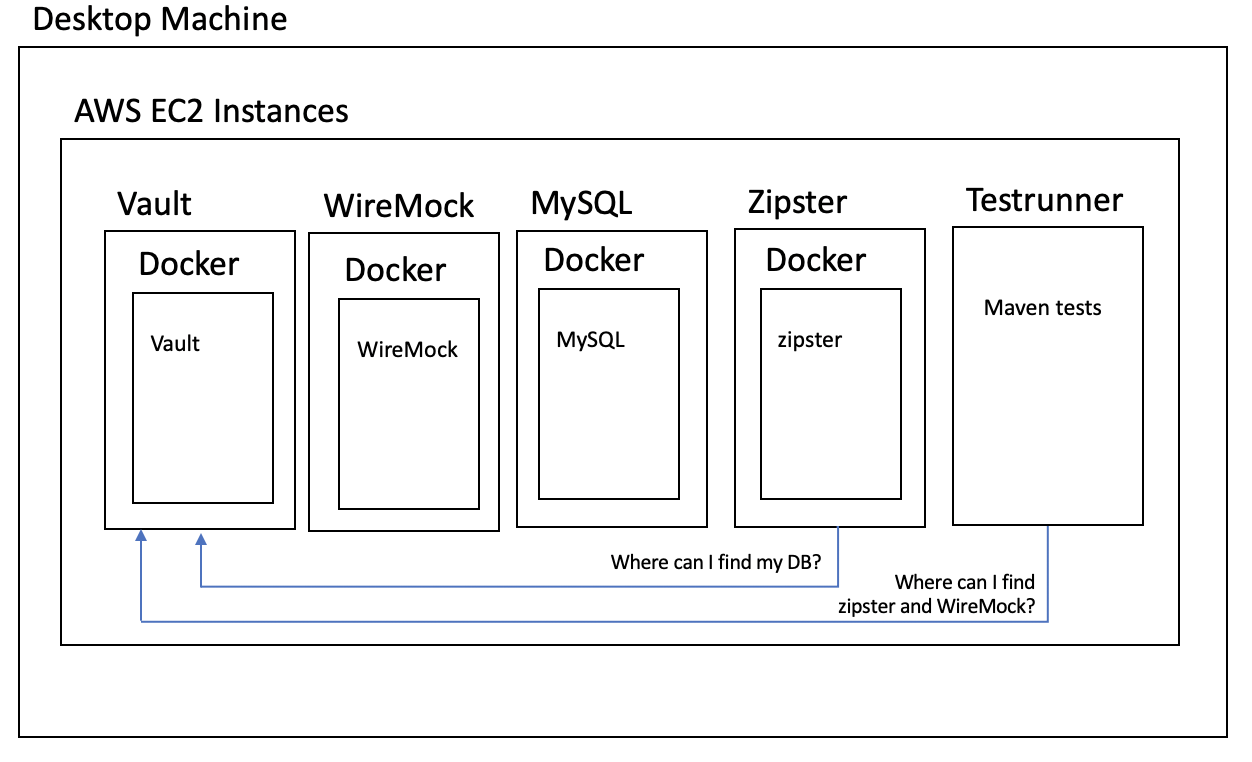 Desktop Machine
AWS EC2 Instances
Vault
Docker
Vault
WireMock
Docker
WireMock
MySQL
Docker
MySQL
Zipster
Docker
zipster
Testrunner
Maven tests
Where can I find my DB?
Where can I find
zipster and WireMock?